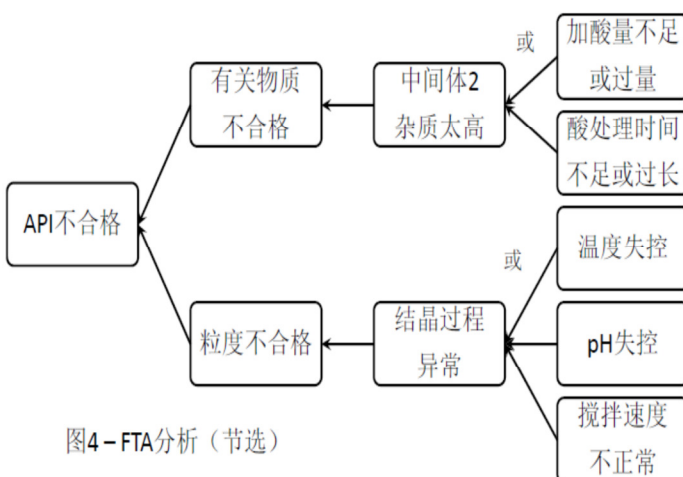 或
加酸量不足
或过量
有关物质
不合格
中间体2
杂质太高
酸处理时间
不足或过长
API不合格
或
温度失控
粒度不合格
结晶过程
异常
pH失控
搅拌速度
不正常
图4 – FTA分析（节选）